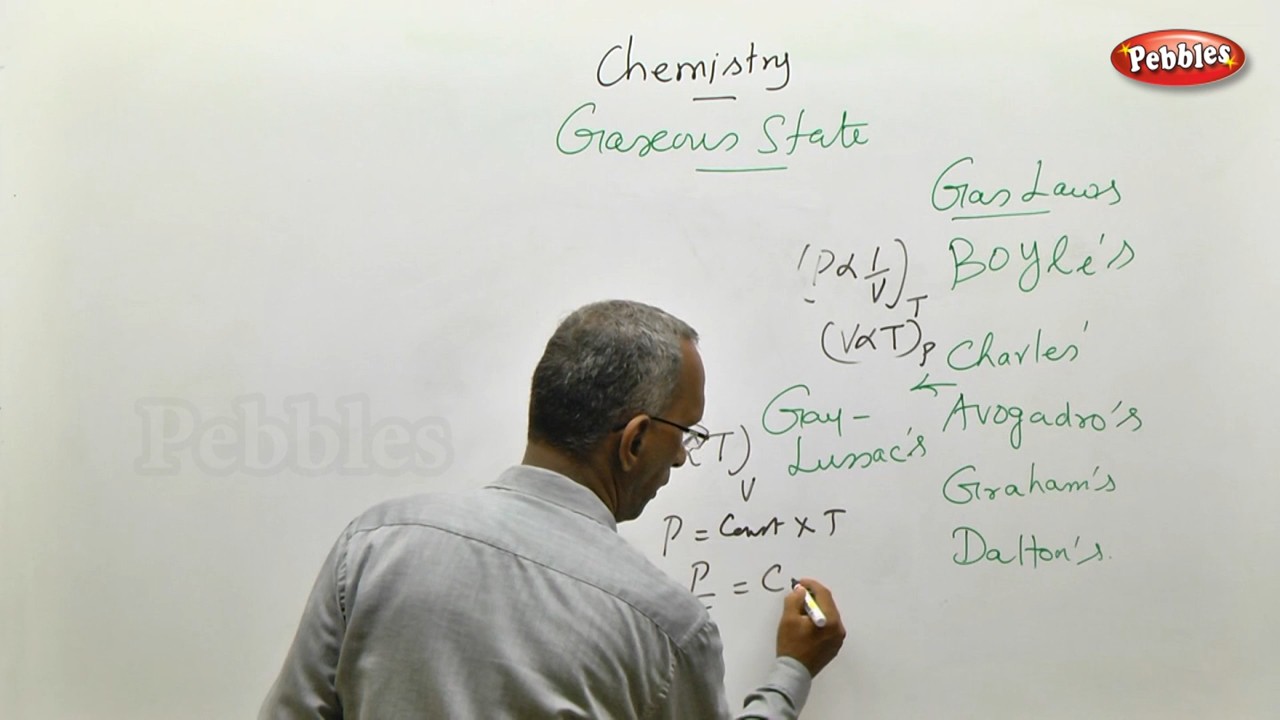 Chemistry
Pebbles
Gaseous State
Gas Laws
(P ∝ 1/V)T Boyle's
(V∝T)P Charles'
← Avogadro's
T)V Gay-
Lussac's
Graham's
P = Const × T
Dalton's.
P = C
Pebbles